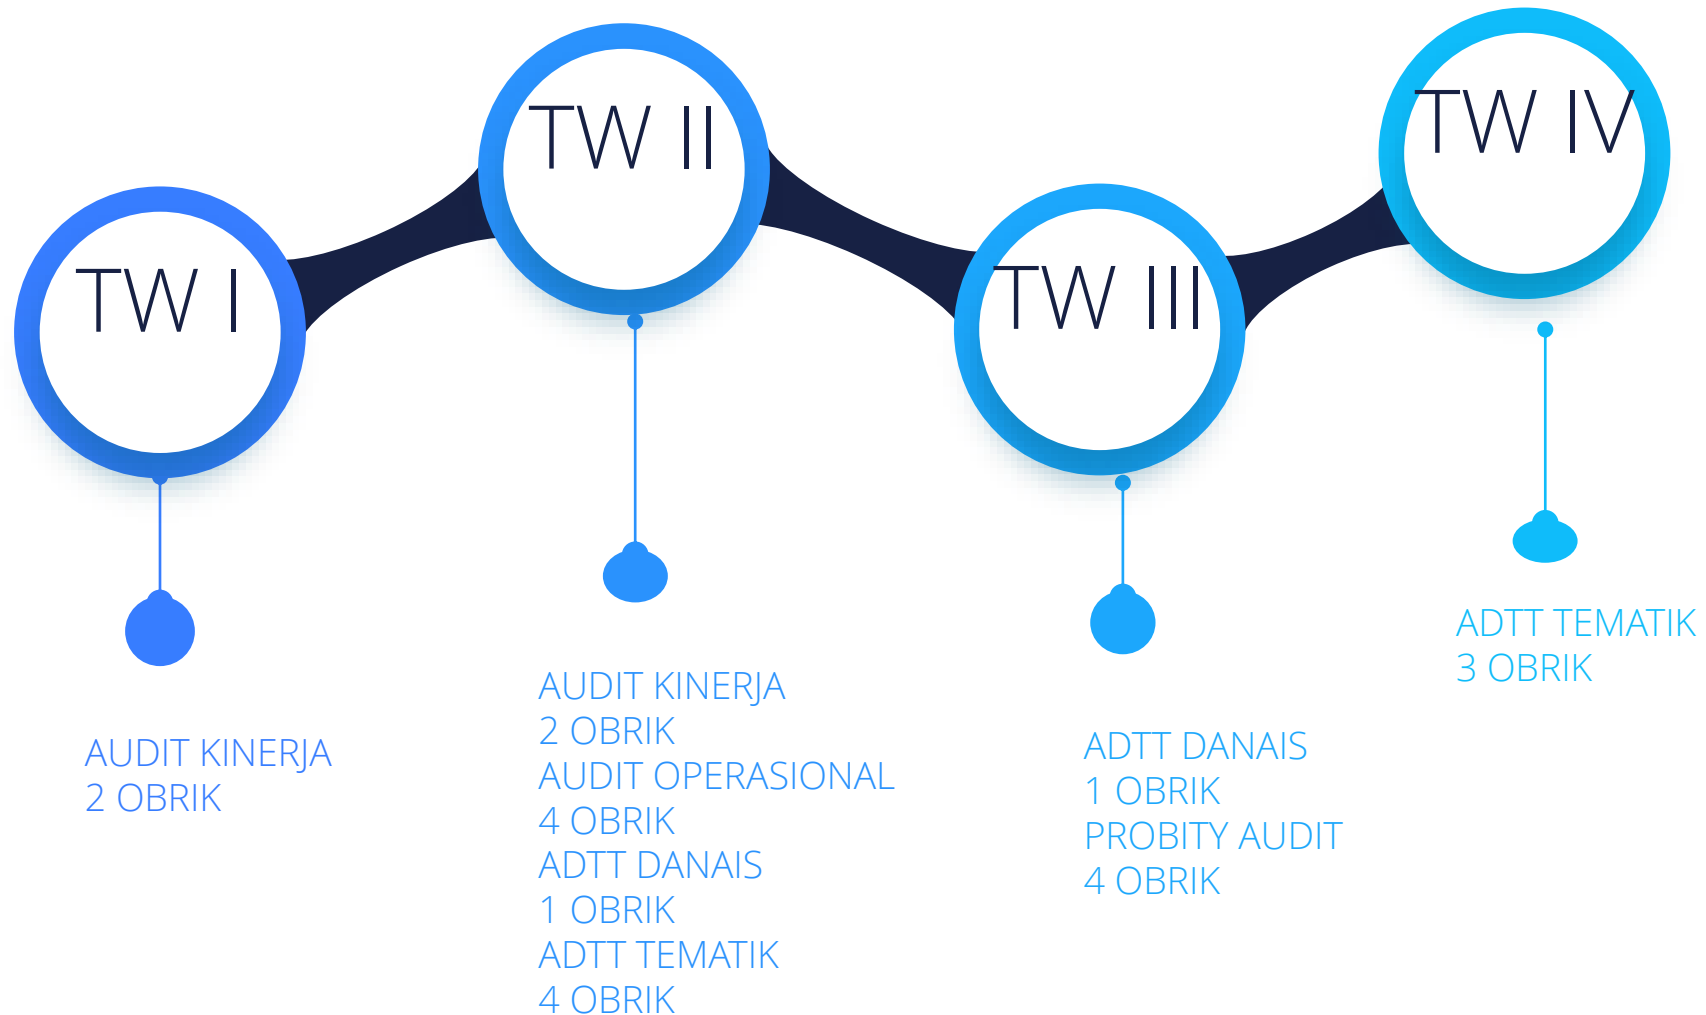 TW I
AUDIT KINERJA
2 OBRIK
TW II
AUDIT KINERJA
2 OBRIK
AUDIT OPERASIONAL
4 OBRIK
ADTT DANAIS
1 OBRIK
ADTT TEMATIK
4 OBRIK
TW III
ADTT DANAIS
1 OBRIK
PROBITY AUDIT
4 OBRIK
TW IV
ADTT TEMATIK
3 OBRIK